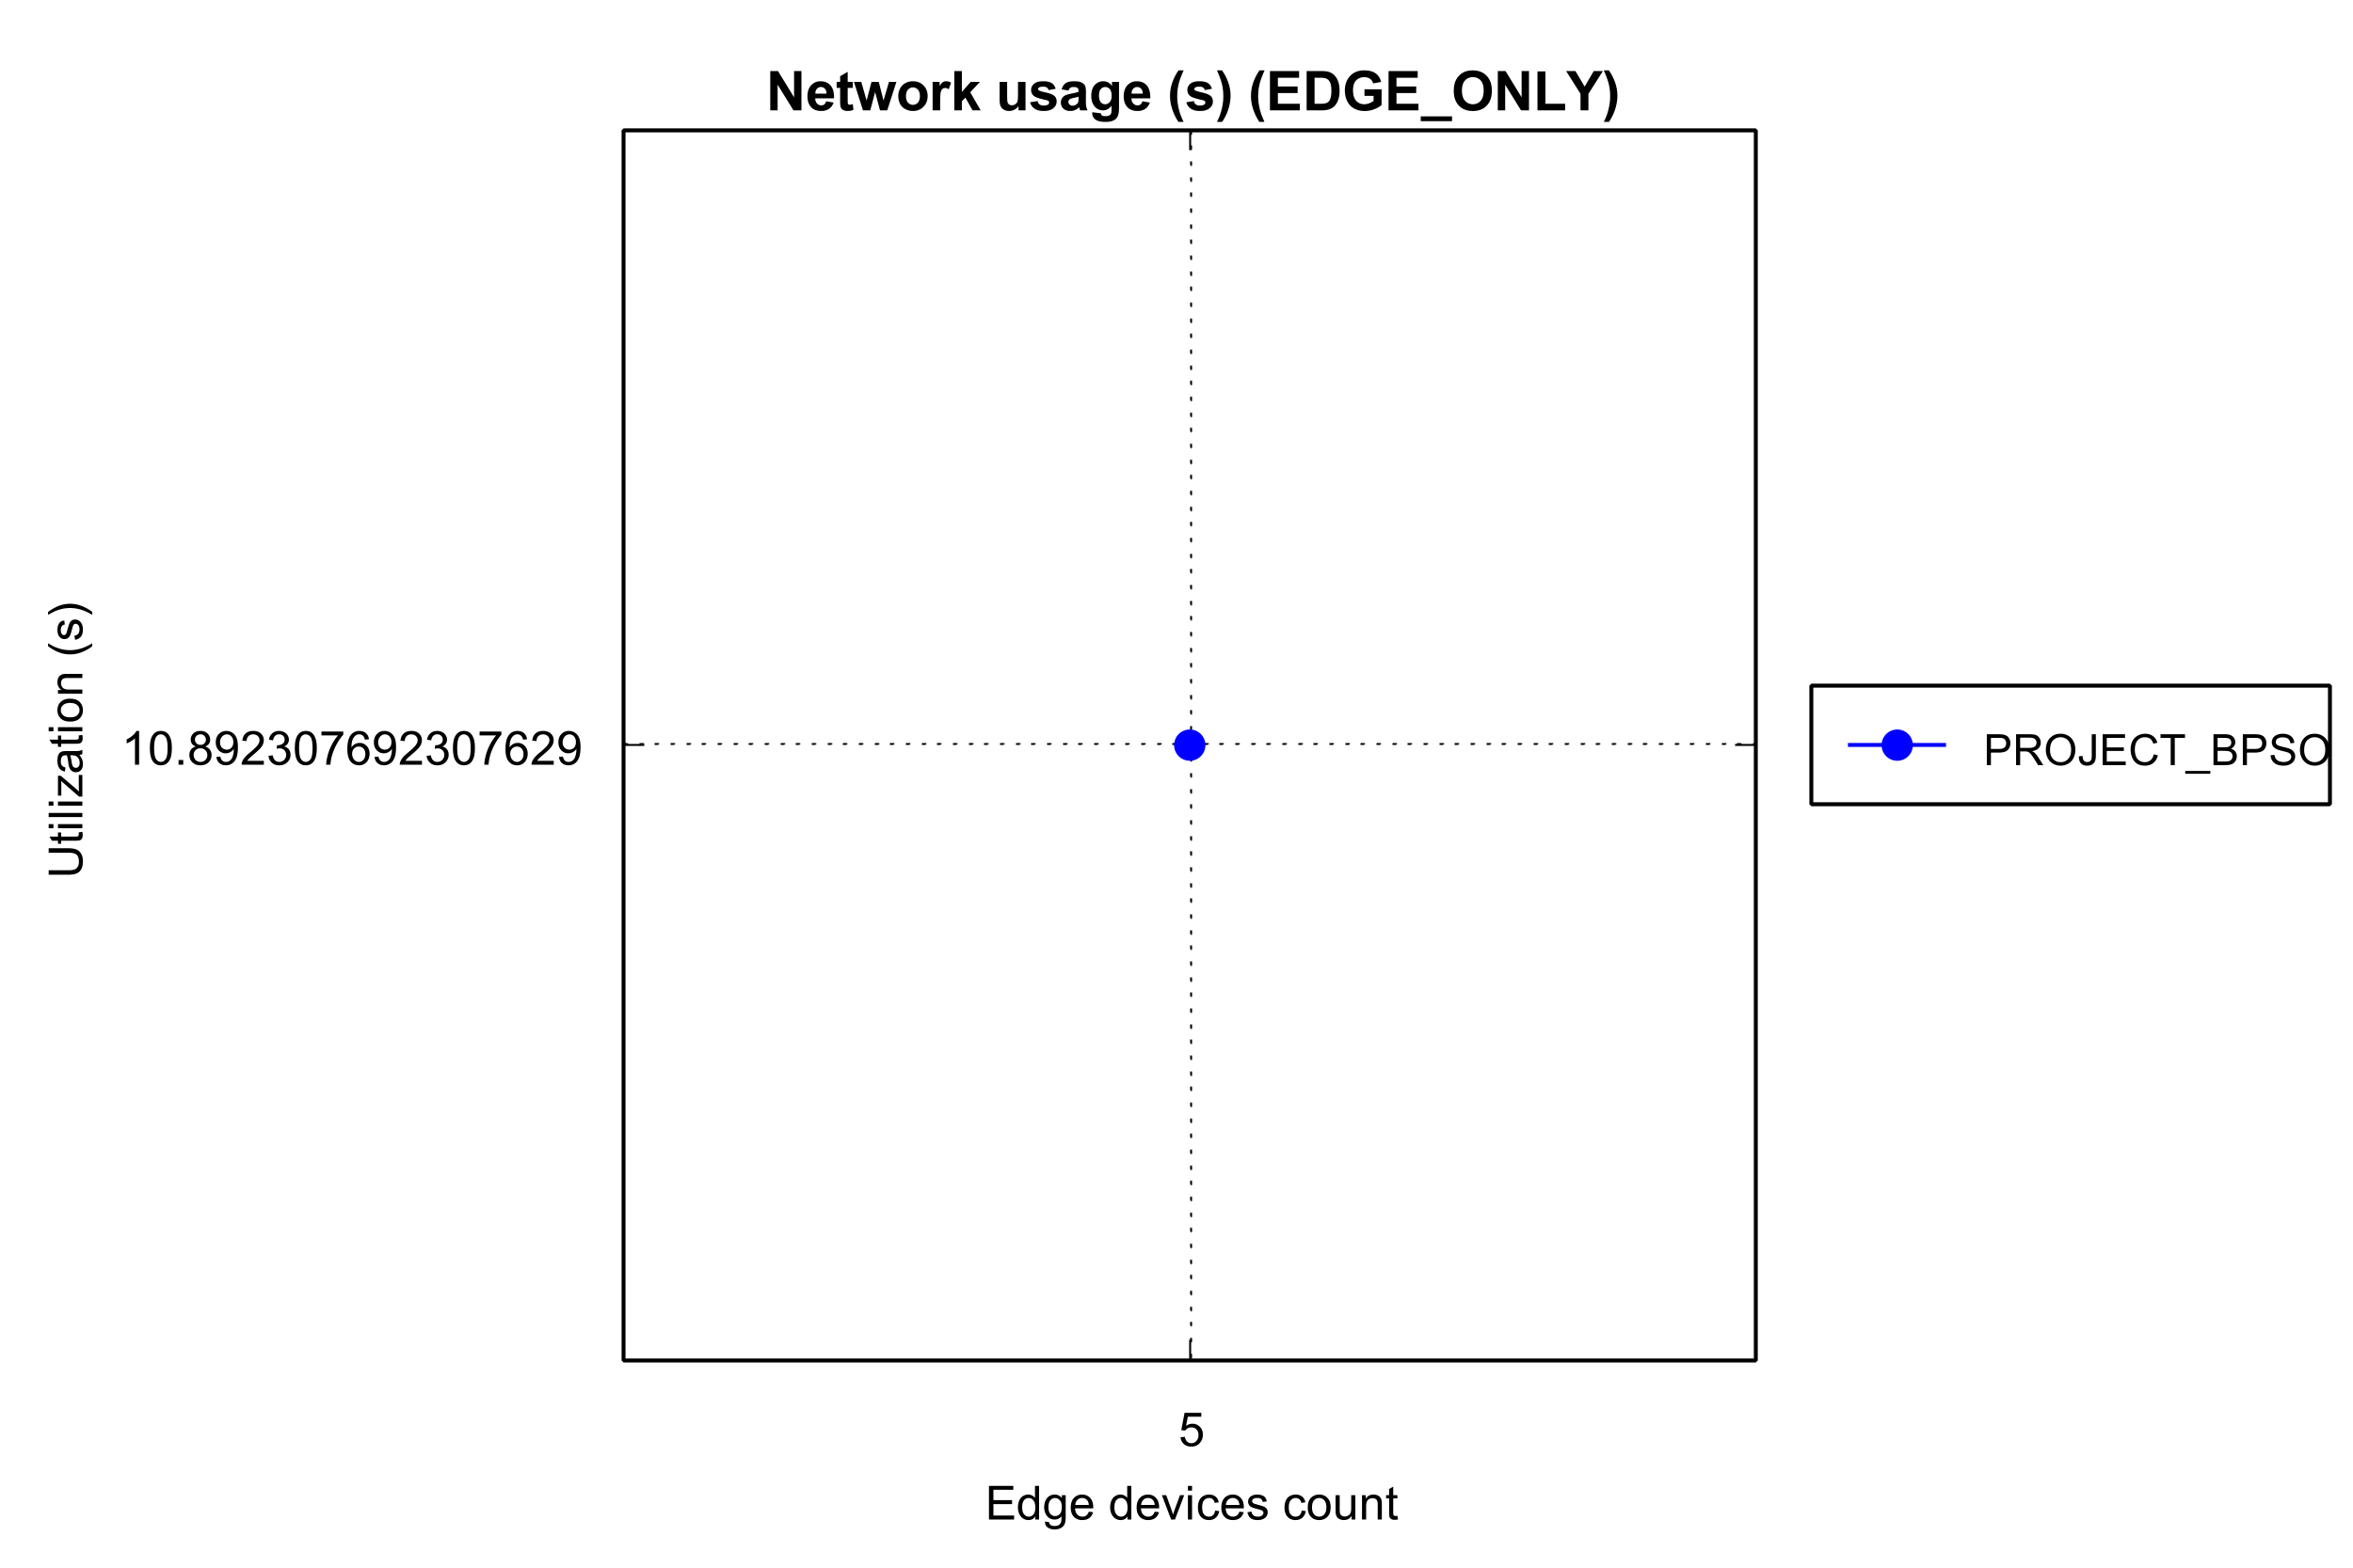 Network usage (s) (EDGE_ONLY)
Utilization (s)
10.892307692307629
PROJECT_BPSO
5
Edge devices count